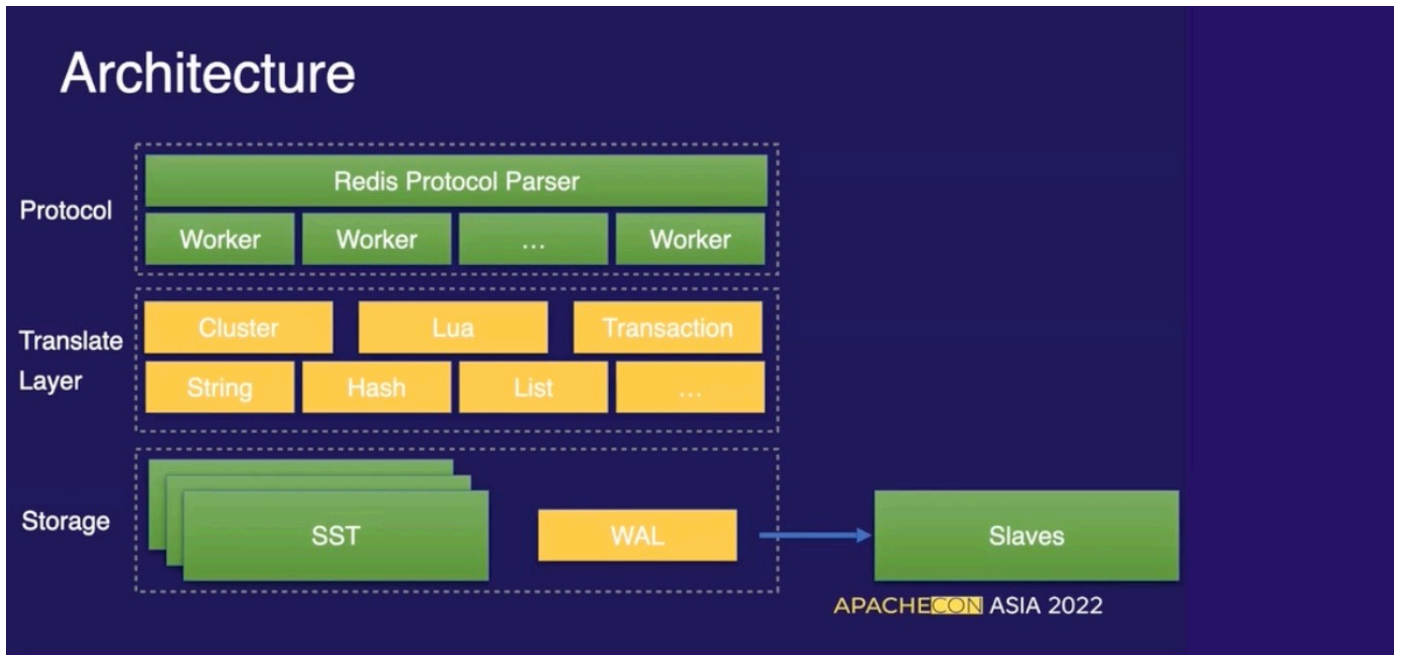 Architecture
Protocol
Redis Protocol Parser
Worker Worker ... Worker
Translate
Layer
Cluster Lua Transaction
String Hash List ...
Storage
SST WAL Slaves
APACHECON ASIA 2022